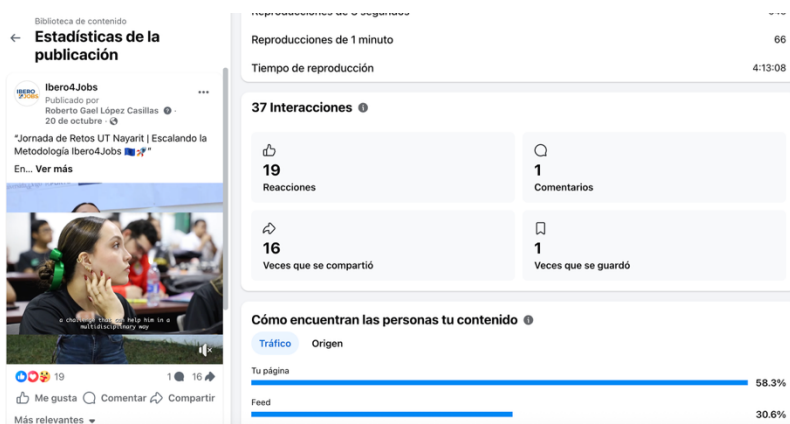 Biblioteca de contenido
← Estadísticas de la
publicación
IBERO
Ibero4Jobs
Publicado por
Roberto Gael López Casillas
20 de octubre ·
"Jornada de Retos UT Nayarit | Escalando la
Metodología Ibero4Jobs 🇪🇺🚀"
En... Ver más
a challenge that can help him in a
multidisciplinary way
19
1
16
Me gusta
Comentar
Compartir
Más relevantes
Reproducciones de 1 minuto
66
Tiempo de reproducción
4:13:08
37 Interacciones
19
Reacciones
1
Comentarios
16
Veces que se compartió
1
Veces que se guardó
Cómo encuentran las personas tu contenido
Tráfico
Origen
Tu página
58.3%
Feed
30.6%